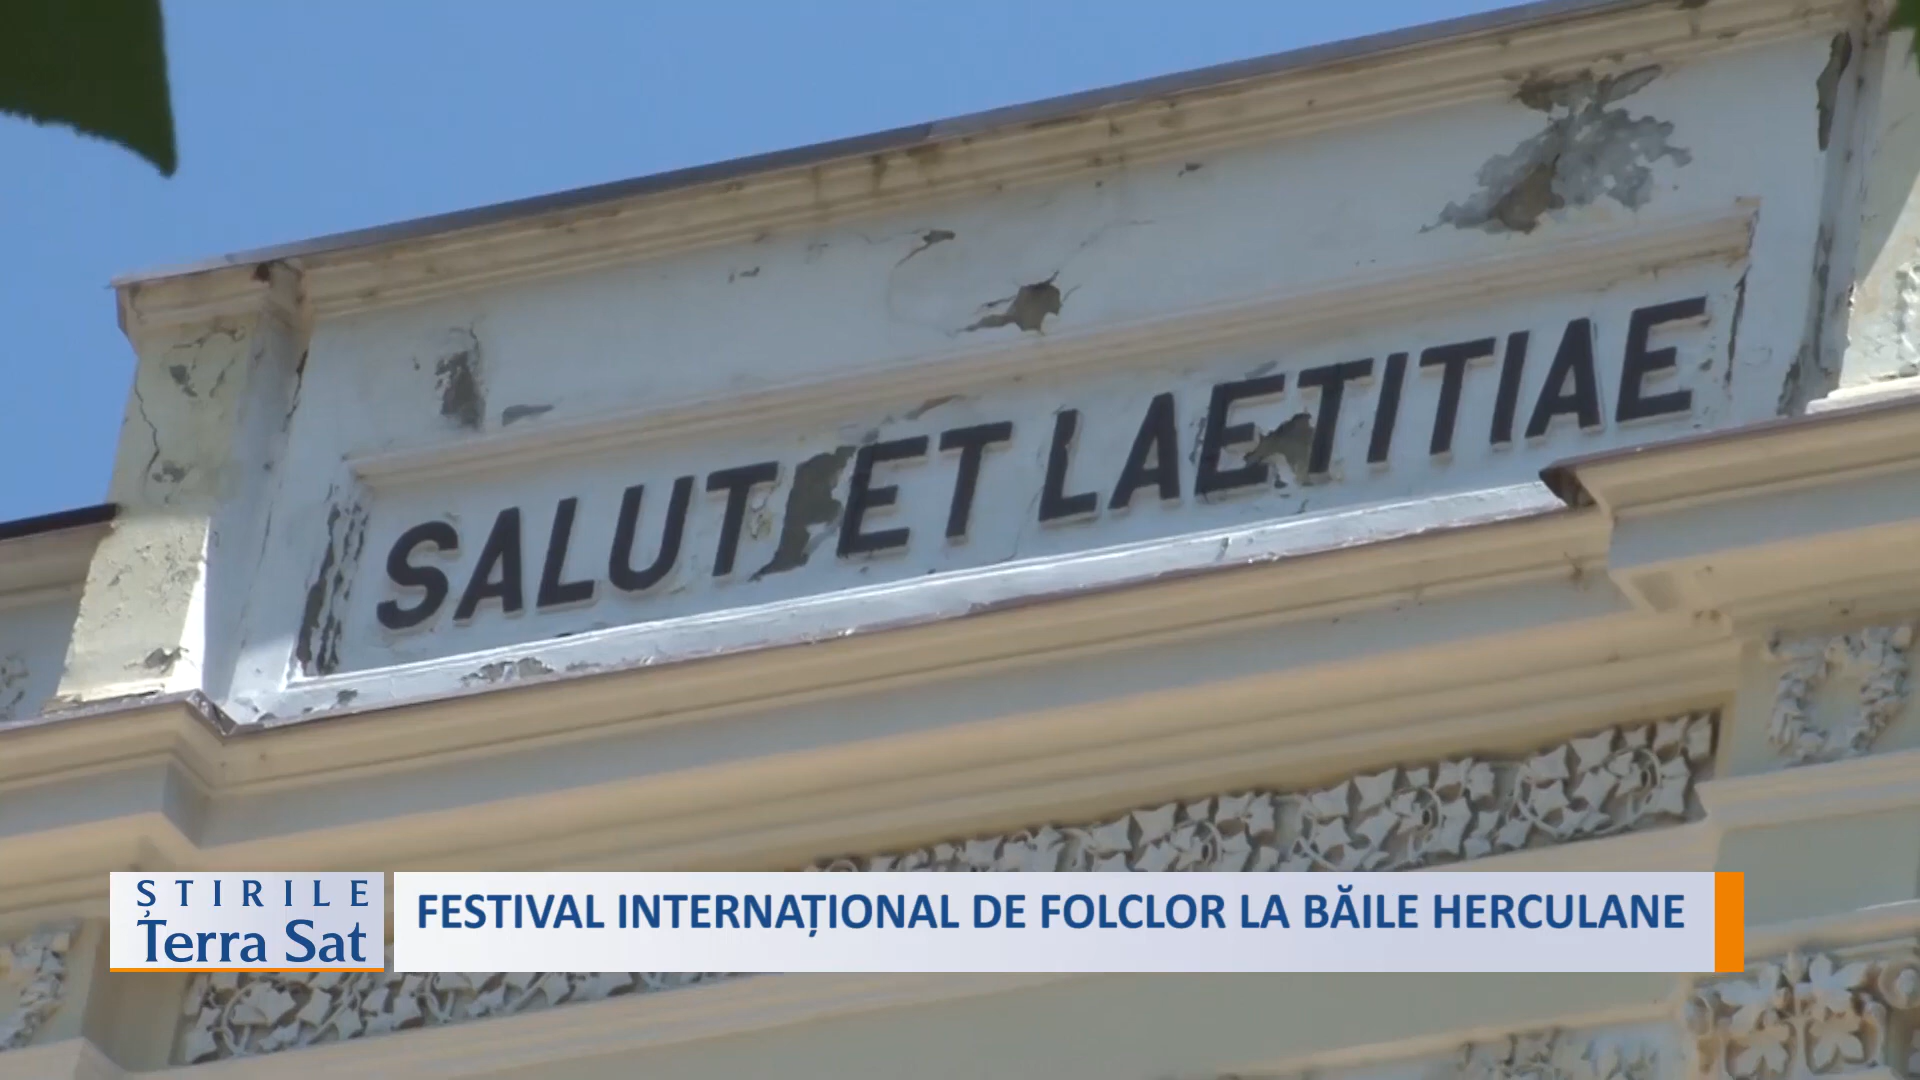 SALUTI ET LAETITIAE
ȘTIRILE
Terra Sat
FESTIVAL INTERNAȚIONAL DE FOLCLOR LA BĂILE HERCULANE